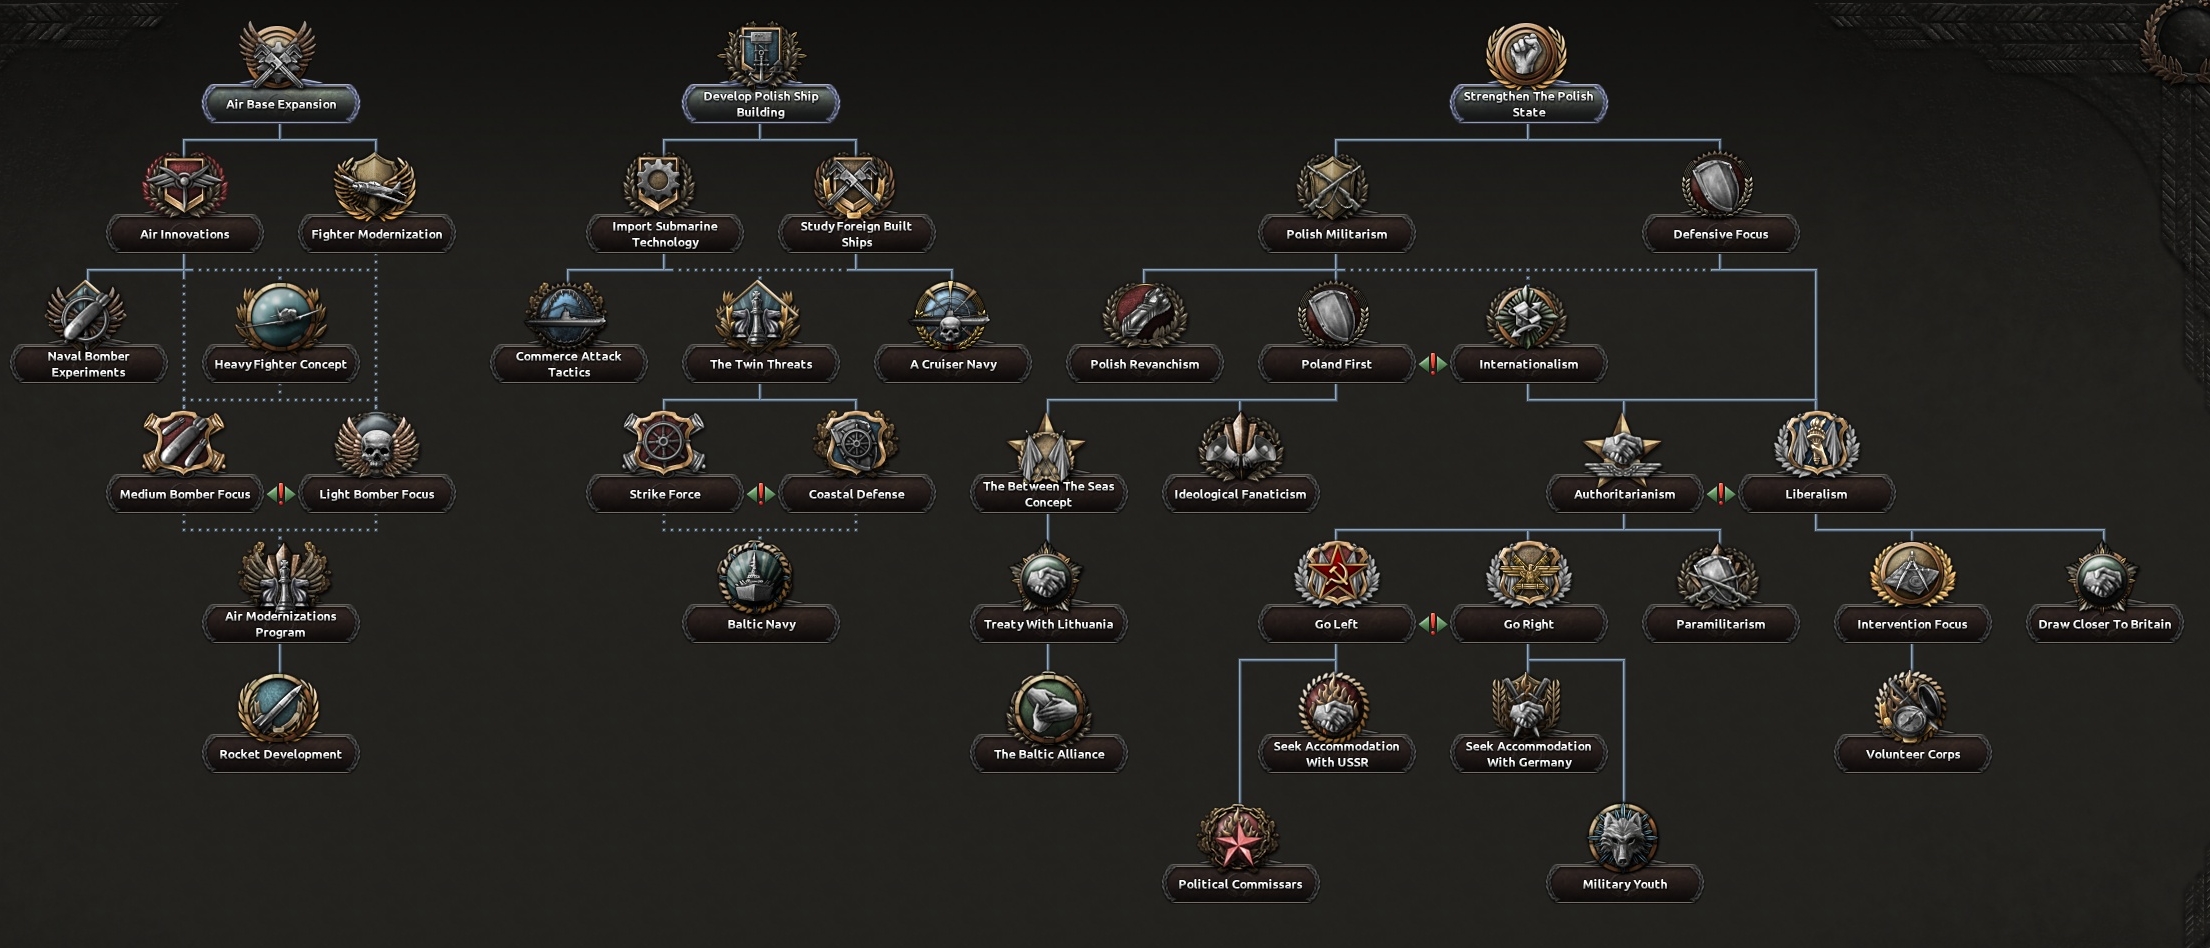 Air Base Expansion
Develop Polish Ship
Building
Strengthen The Polish
State
Air Innovations
Fighter Modernization
Import Submarine
Technology
Study Foreign Built
Ships
Polish Militarism
Defensive Focus
Naval Bomber
Experiments
Heavy Fighter Concept
Commerce Attack
Tactics
The Twin Threats
A Cruiser Navy
Polish Revanchism
Poland First
Internationalism
Medium Bomber Focus
Light Bomber Focus
Strike Force
Coastal Defense
The Between The Seas
Concept
Ideological Fanaticism
Authoritarianism
Liberalism
Air Modernizations
Program
Baltic Navy
Treaty With Lithuania
Go Left
Go Right
Paramilitarism
Intervention Focus
Draw Closer To Britain
Rocket Development
The Baltic Alliance
Seek Accommodation
With USSR
Seek Accommodation
With Germany
Volunteer Corps
Political Commissars
Military Youth